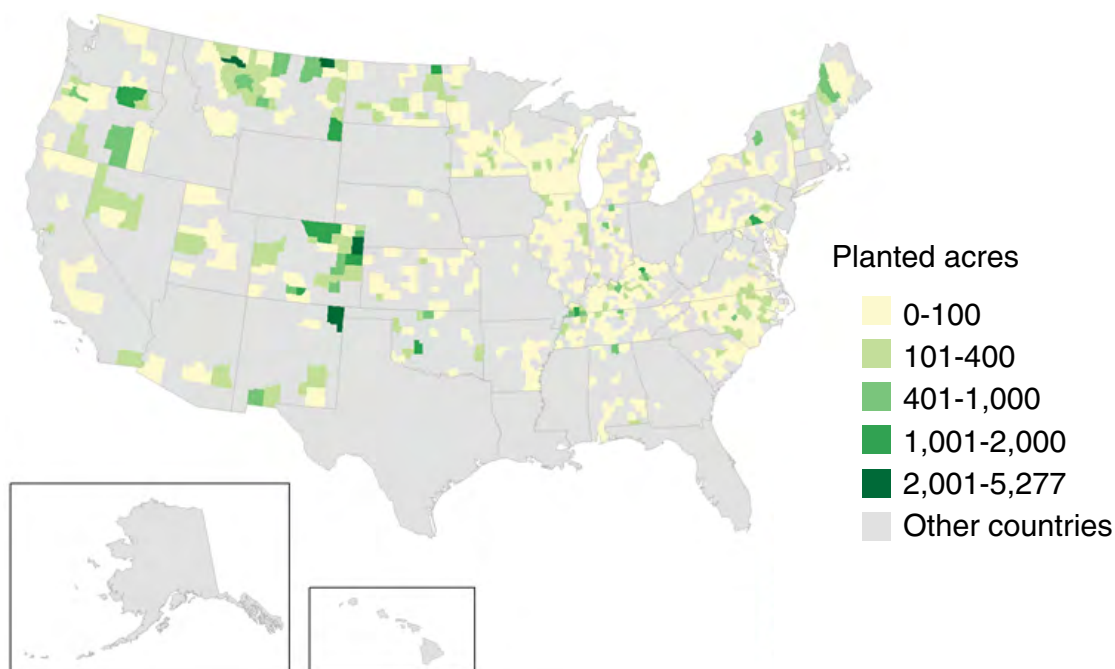 Planted acres
0-100
101-400
401-1,000
1,001-2,000
2,001-5,277
Other countries